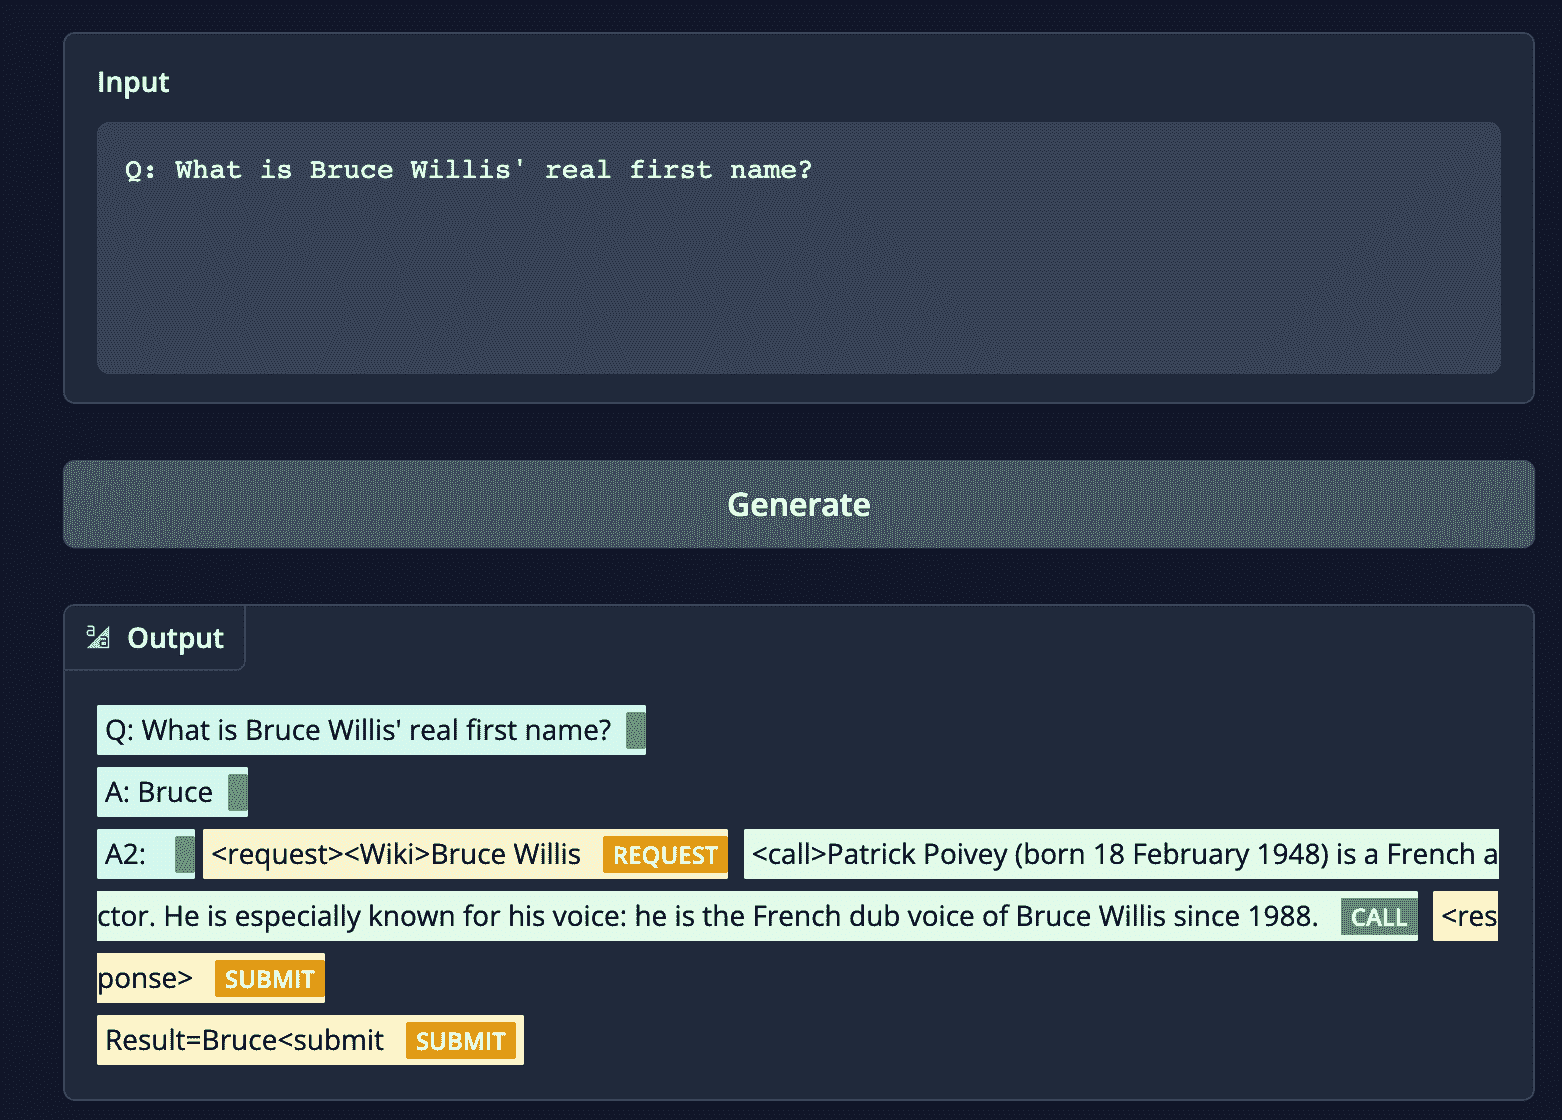 Input
Q: What is Bruce Willis' real first name?
Generate
Output
Q: What is Bruce Willis' real first name?
A: Bruce
A2: <request><Wiki>Bruce Willis REQUEST <call>Patrick Poivey (born 18 February 1948) is a French a
ctor. He is especially known for his voice: he is the French dub voice of Bruce Willis since 1988. CALL <res
ponse> SUBMIT
Result=Bruce<submit SUBMIT